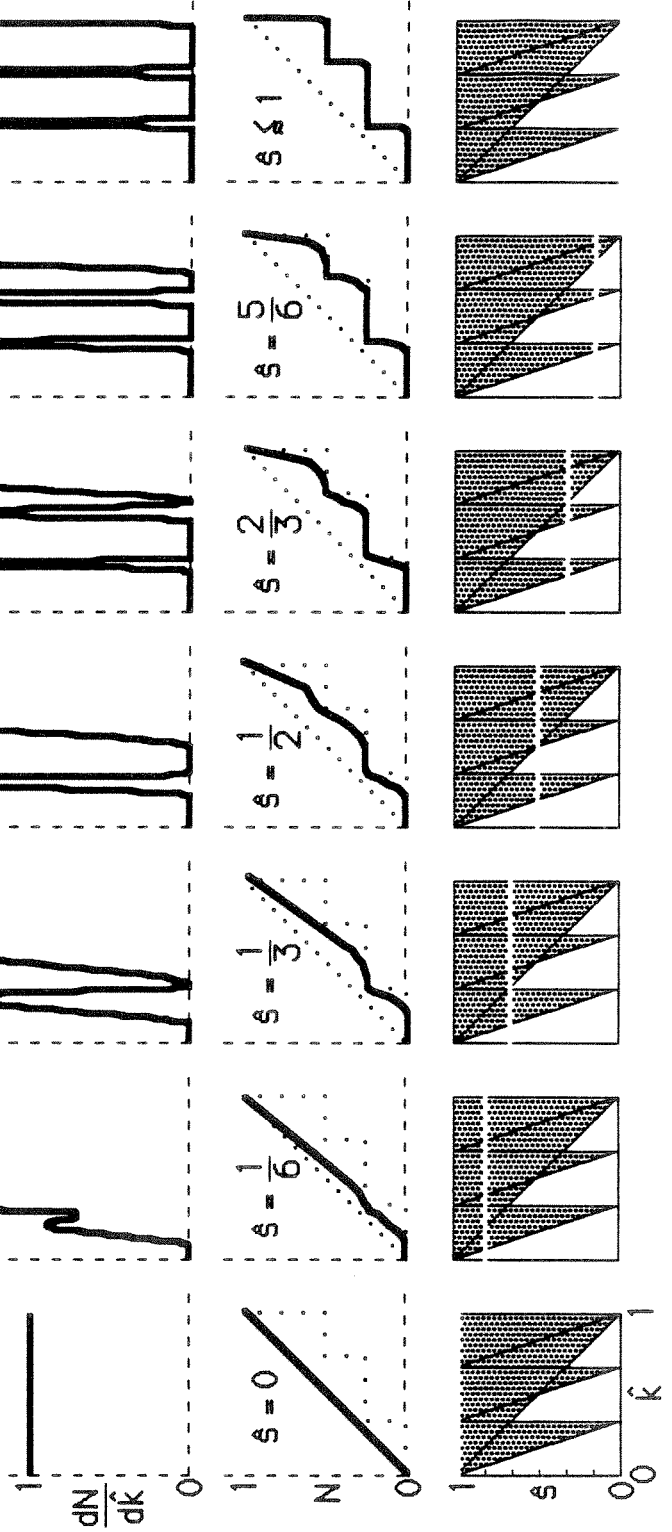 1
dN
dk̂
0
1
N
0
ŝ = 0
ŝ = 1/6
ŝ = 1/3
ŝ = 1/2
ŝ = 2/3
ŝ = 5/6
ŝ ≲ 1
1
ŝ
0
0 k̂ 1